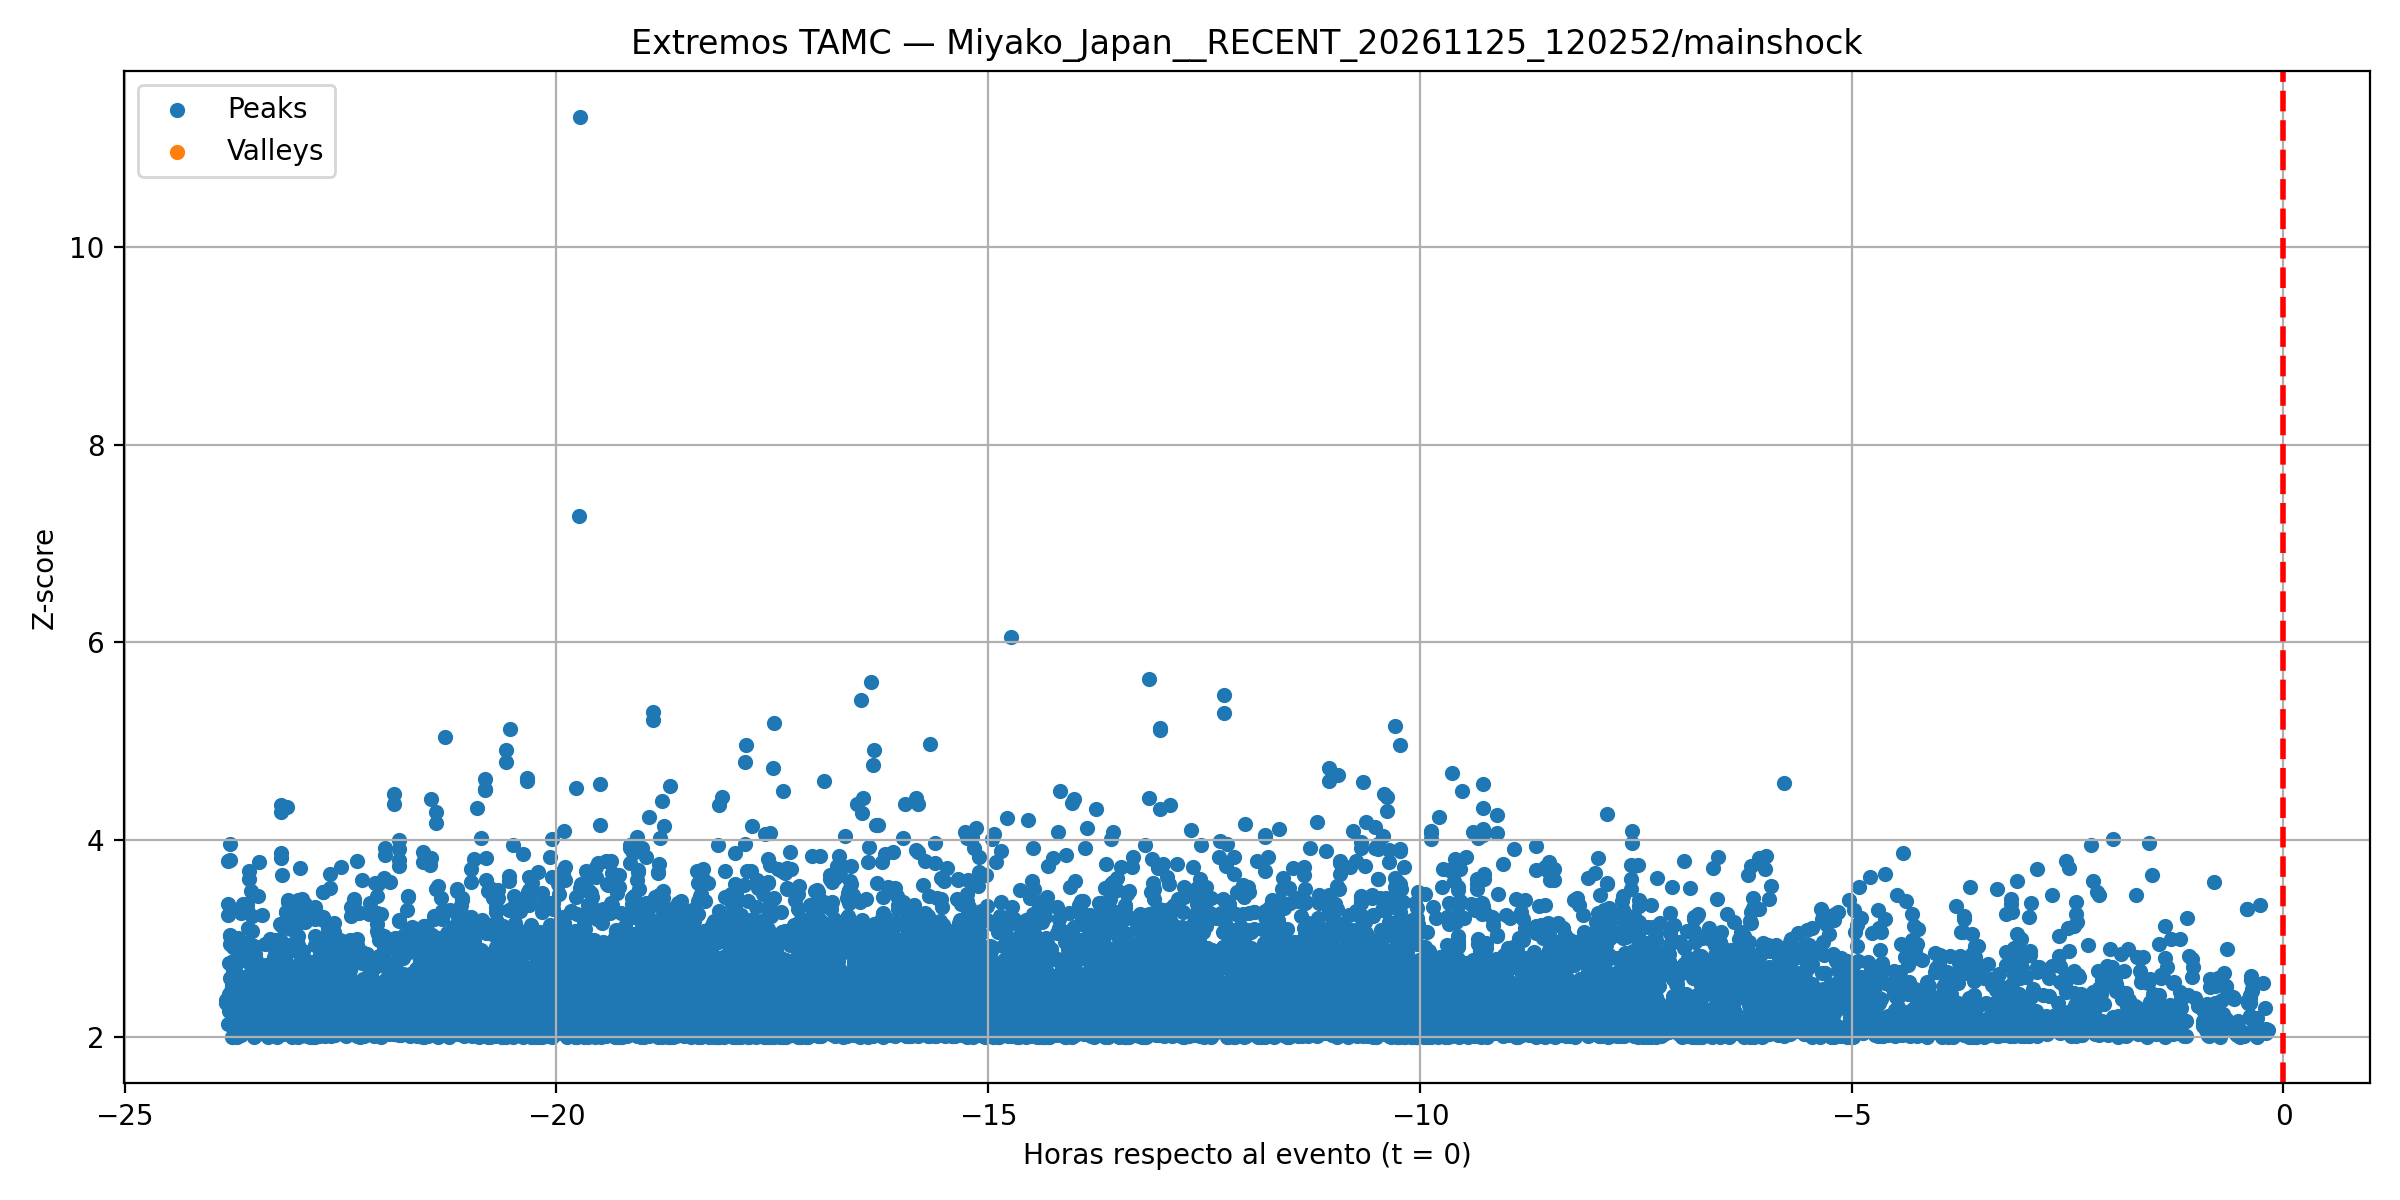 Extremos TAMC — Miyako_Japan__RECENT_20261125_120252/mainshock
Peaks
Valleys
Z-score
10
8
6
4
2
−25
−20
−15
−10
−5
0
Horas respecto al evento (t = 0)